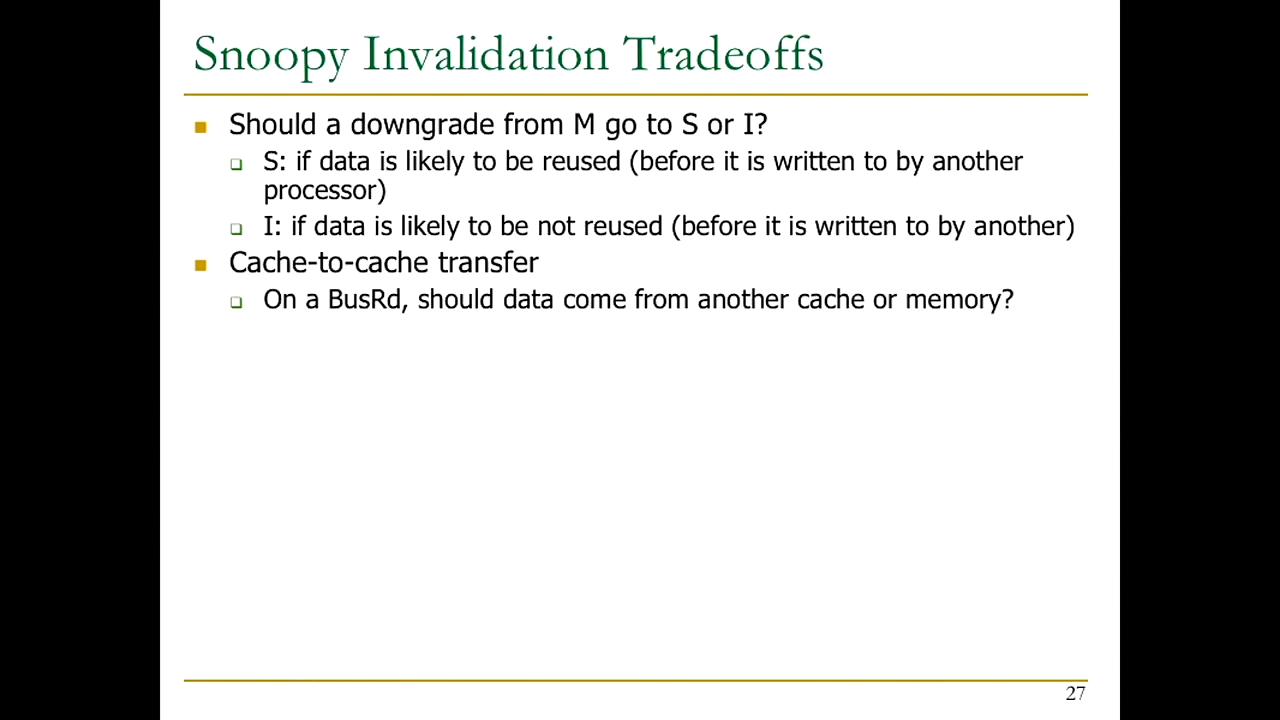 Snoopy Invalidation Tradeoffs
Should a downgrade from M go to S or I?
S: if data is likely to be reused (before it is written to by another
processor)
I: if data is likely to be not reused (before it is written to by another)
Cache-to-cache transfer
On a BusRd, should data come from another cache or memory?
27